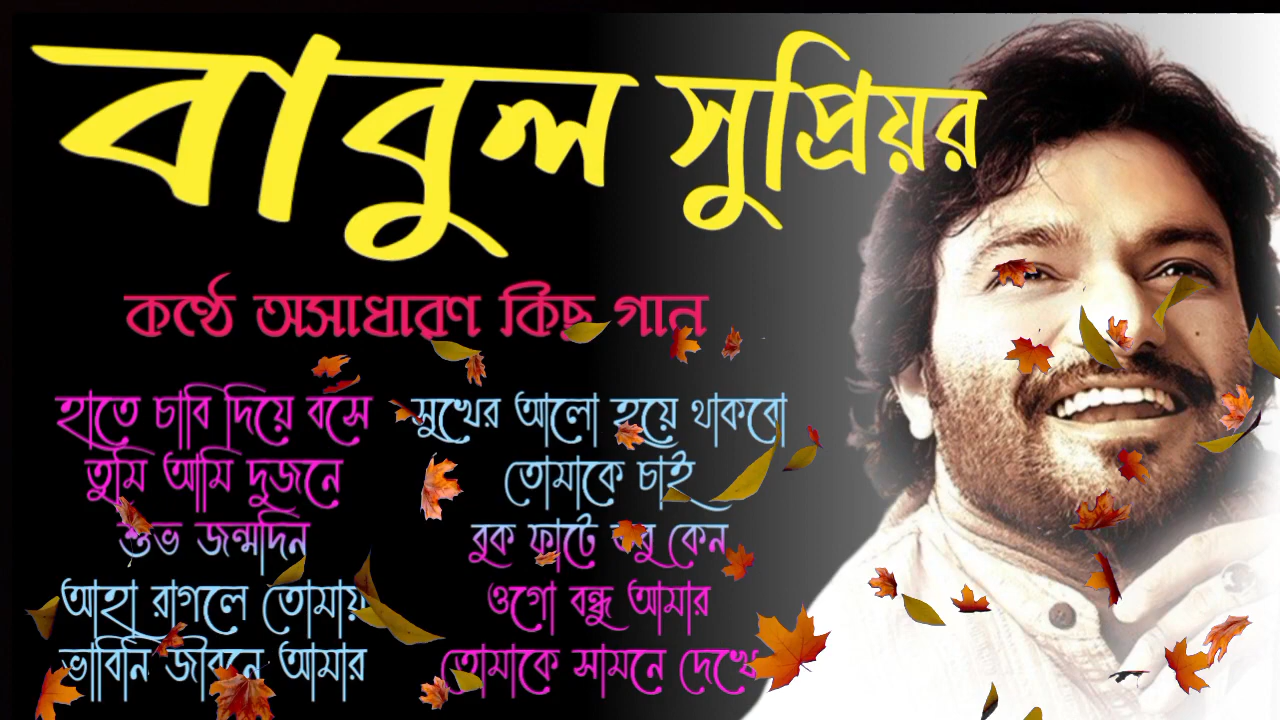 বাবুল সুপ্রিয়র
কণ্ঠে অসাধারণ কিছু গান
হাতে চাবি দিয়ে বসে
তুমি আমি দুজনে
শুভ জন্মদিন
আহা রাগলে তোমায়
ভাবিনি জীবনে আমার
সুখের আলো হয়ে থাকবো
তোমাকে চাই
বুক ফাটে তবু কেন
ওগো বন্ধু আমার
তোমাকে সামনে দেখে